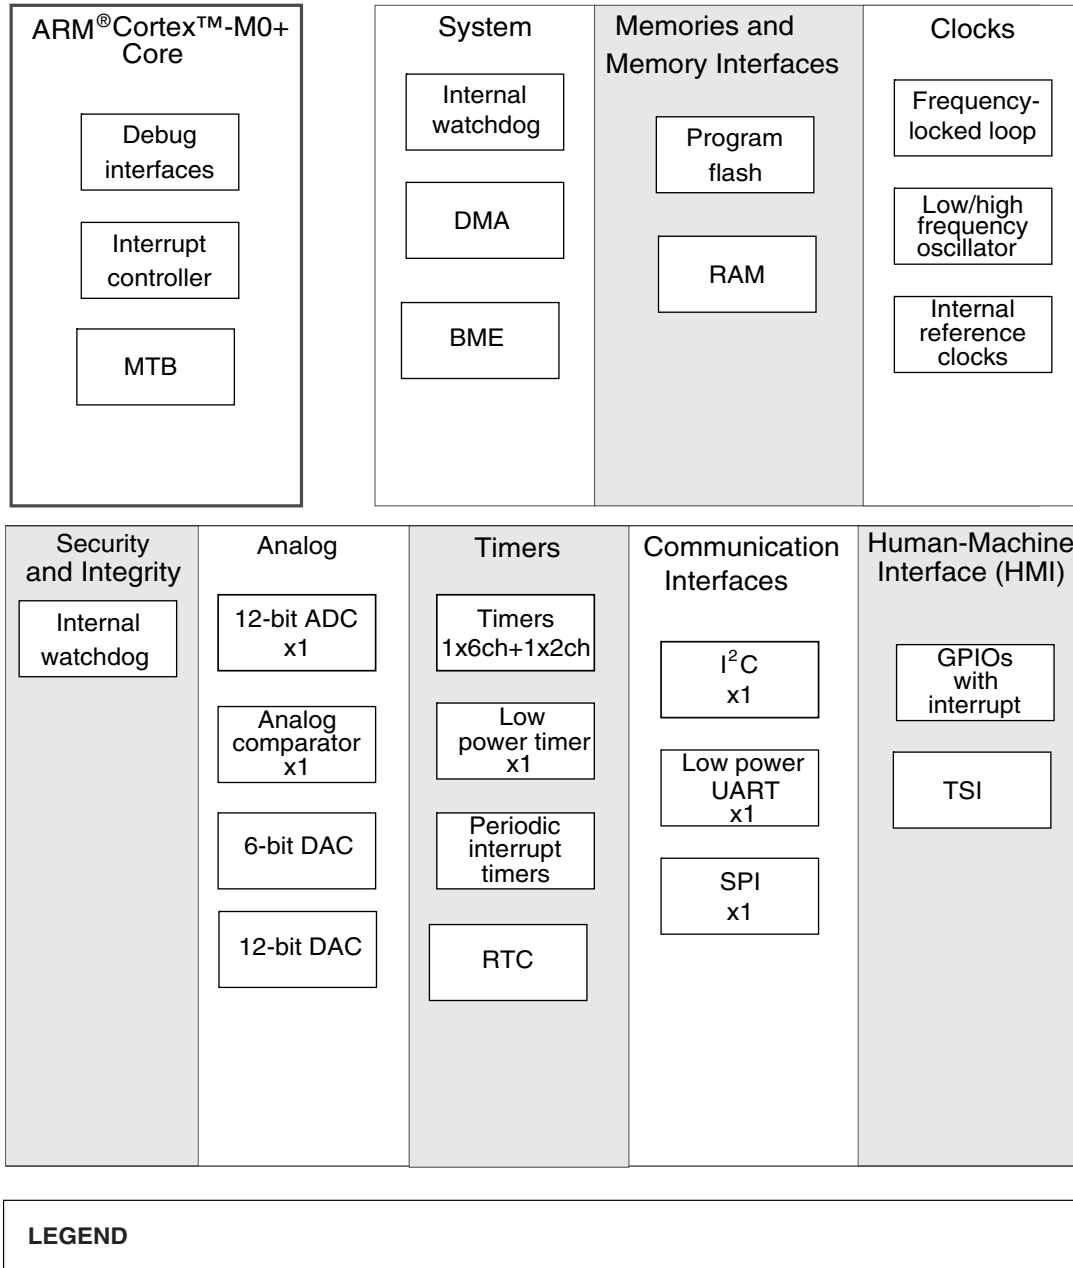 ARM®Cortex™-M0+
Core
Debug
interfaces
Interrupt
controller
MTB
System
Internal
watchdog
DMA
BME
Memories and
Memory Interfaces
Program
flash
RAM
Clocks
Frequency-
locked loop
Low/high
frequency
oscillator
Internal
reference
clocks
Security
and Integrity
Internal
watchdog
Analog
12-bit ADC
x1
Analog
comparator
x1
6-bit DAC
12-bit DAC
Timers
Timers
1x6ch+1x2ch
Low
power timer
x1
Periodic
interrupt
timers
RTC
Communication
Interfaces
I²C
x1
Low power
UART
x1
SPI
x1
Human-Machine
Interface (HMI)
GPIOs
with
interrupt
TSI
LEGEND